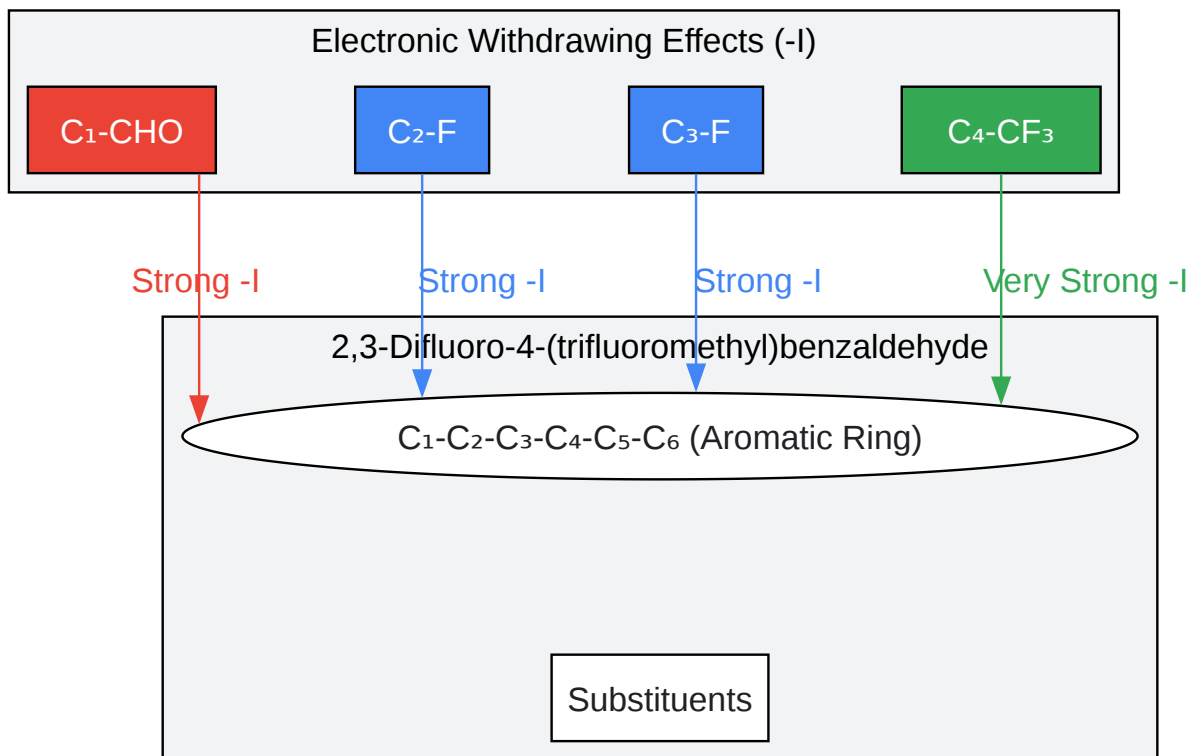 Electronic Withdrawing Effects (-I)
C₁-CHO
C₂-F
C₃-F
C₄-CF₃
Strong -I
Strong -I
Strong -I
Very Strong -I
2,3-Difluoro-4-(trifluoromethyl)benzaldehyde
C₁-C₂-C₃-C₄-C₅-C₆ (Aromatic Ring)
Substituents